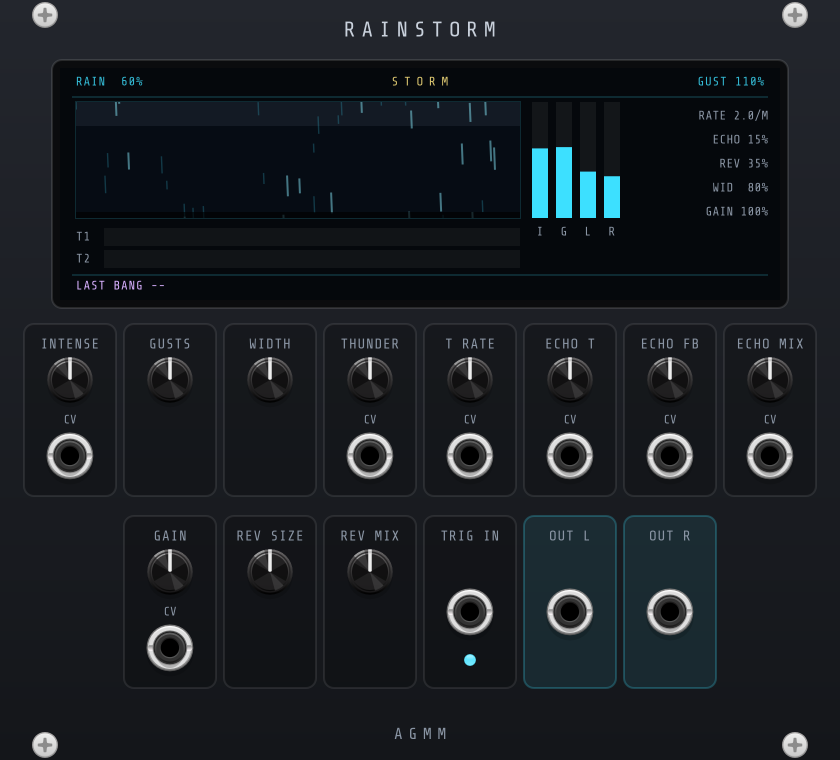 RAINSTORM
RAIN 60% STORM GUST 110%
RATE 2.0/M
ECHO 15%
REV 35%
WID 80%
GAIN 100%
I G L R
T1
T2
LAST BANG --
INTENSE GUSTS WIDTH THUNDER T RATE ECHO T ECHO FB ECHO MIX
CV CV CV CV CV CV
GAIN REV SIZE REV MIX TRIG IN OUT L OUT R
CV
AGMM